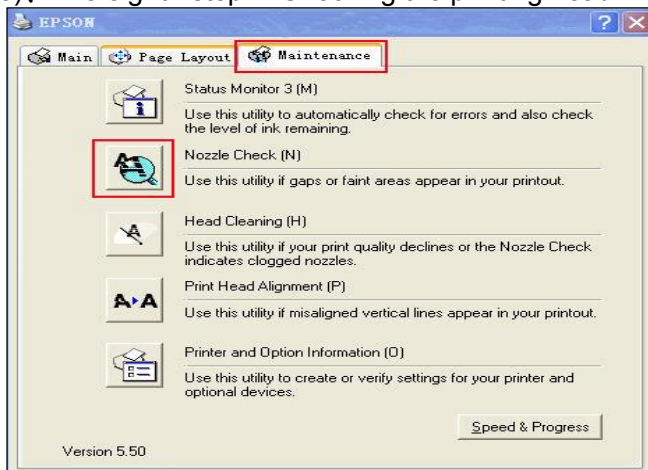 EPSON
Main Page Layout Maintenance
Status Monitor 3 (M)
Use this utility to automatically check for errors and also check
the level of ink remaining.
Nozzle Check (N)
Use this utility if gaps or faint areas appear in your printout.
Head Cleaning (H)
Use this utility if your print quality declines or the Nozzle Check
indicates clogged nozzles.
Print Head Alignment (P)
Use this utility if misaligned vertical lines appear in your printout.
Printer and Option Information (O)
Use this utility to create or verify settings for your printer and
optional devices.
Speed & Progress
Version 5.50